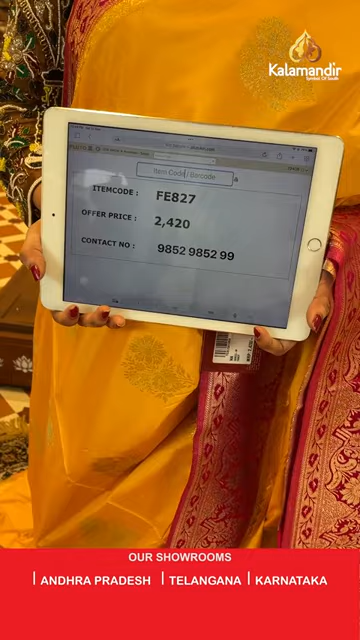 Kalamandir
Symbol Of South
Item Code / Barcode
ITEMCODE : FE827
OFFER PRICE : 2,420
CONTACT NO : 9852 9852 99
OUR SHOWROOMS
| ANDHRA PRADESH | TELANGANA | KARNATAKA